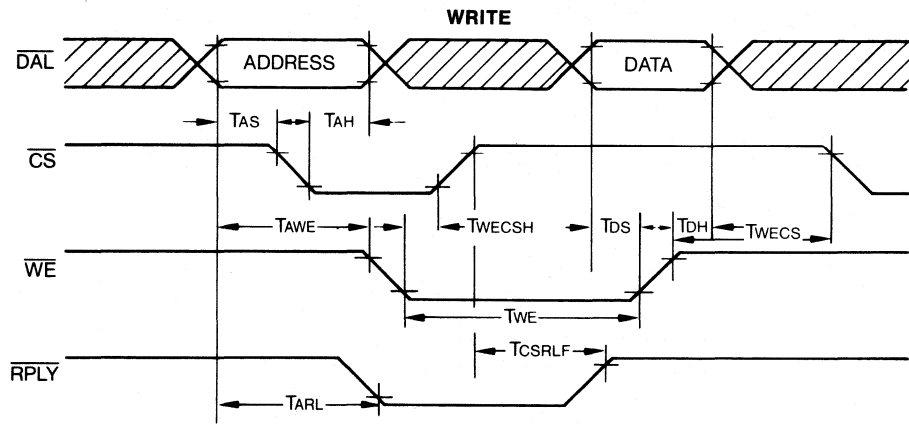 WRITE
DAL ADDRESS DATA
TAS TAH
CS
TAWE TWECSH TDS TDH TWECS
WE
TWE
TCSRLF
RPLY
TARL